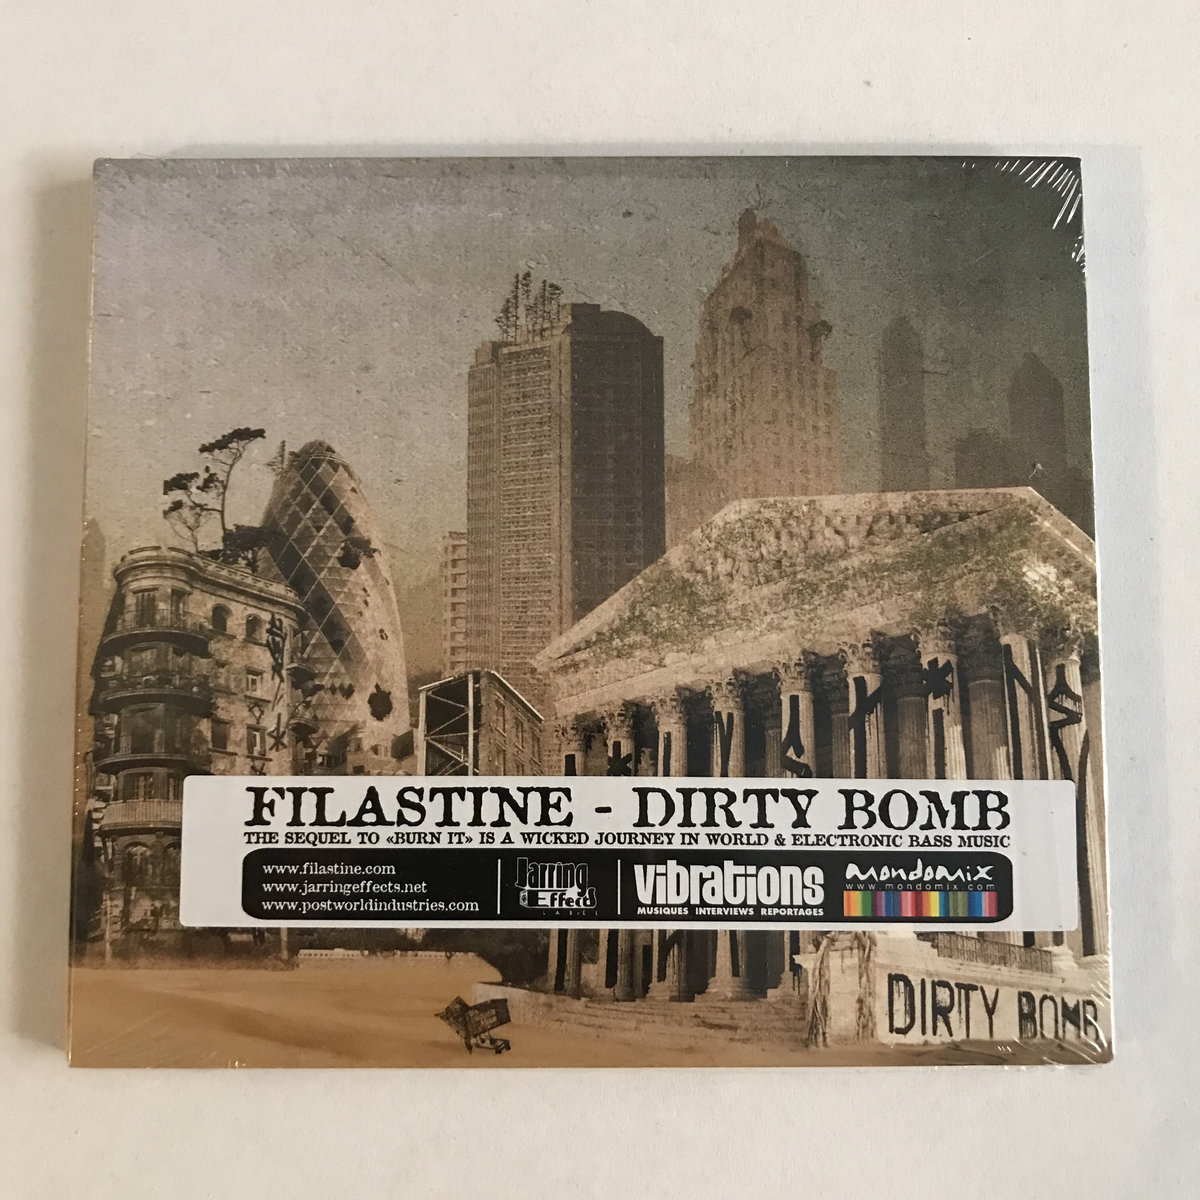 FILASTINE - DIRTY BOMB
THE SEQUEL TO «BURN IT» IS A WICKED JOURNEY IN WORLD & ELECTRONIC BASS MUSIC
www.filastine.com
www.jarringeffects.net
www.postworldindustries.com
Jarring
Effects
LABEL
vibrations
MUSIQUES INTERVIEWS REPORTAGES
mondomix
www.mondomix.com
DIRTY BOMB